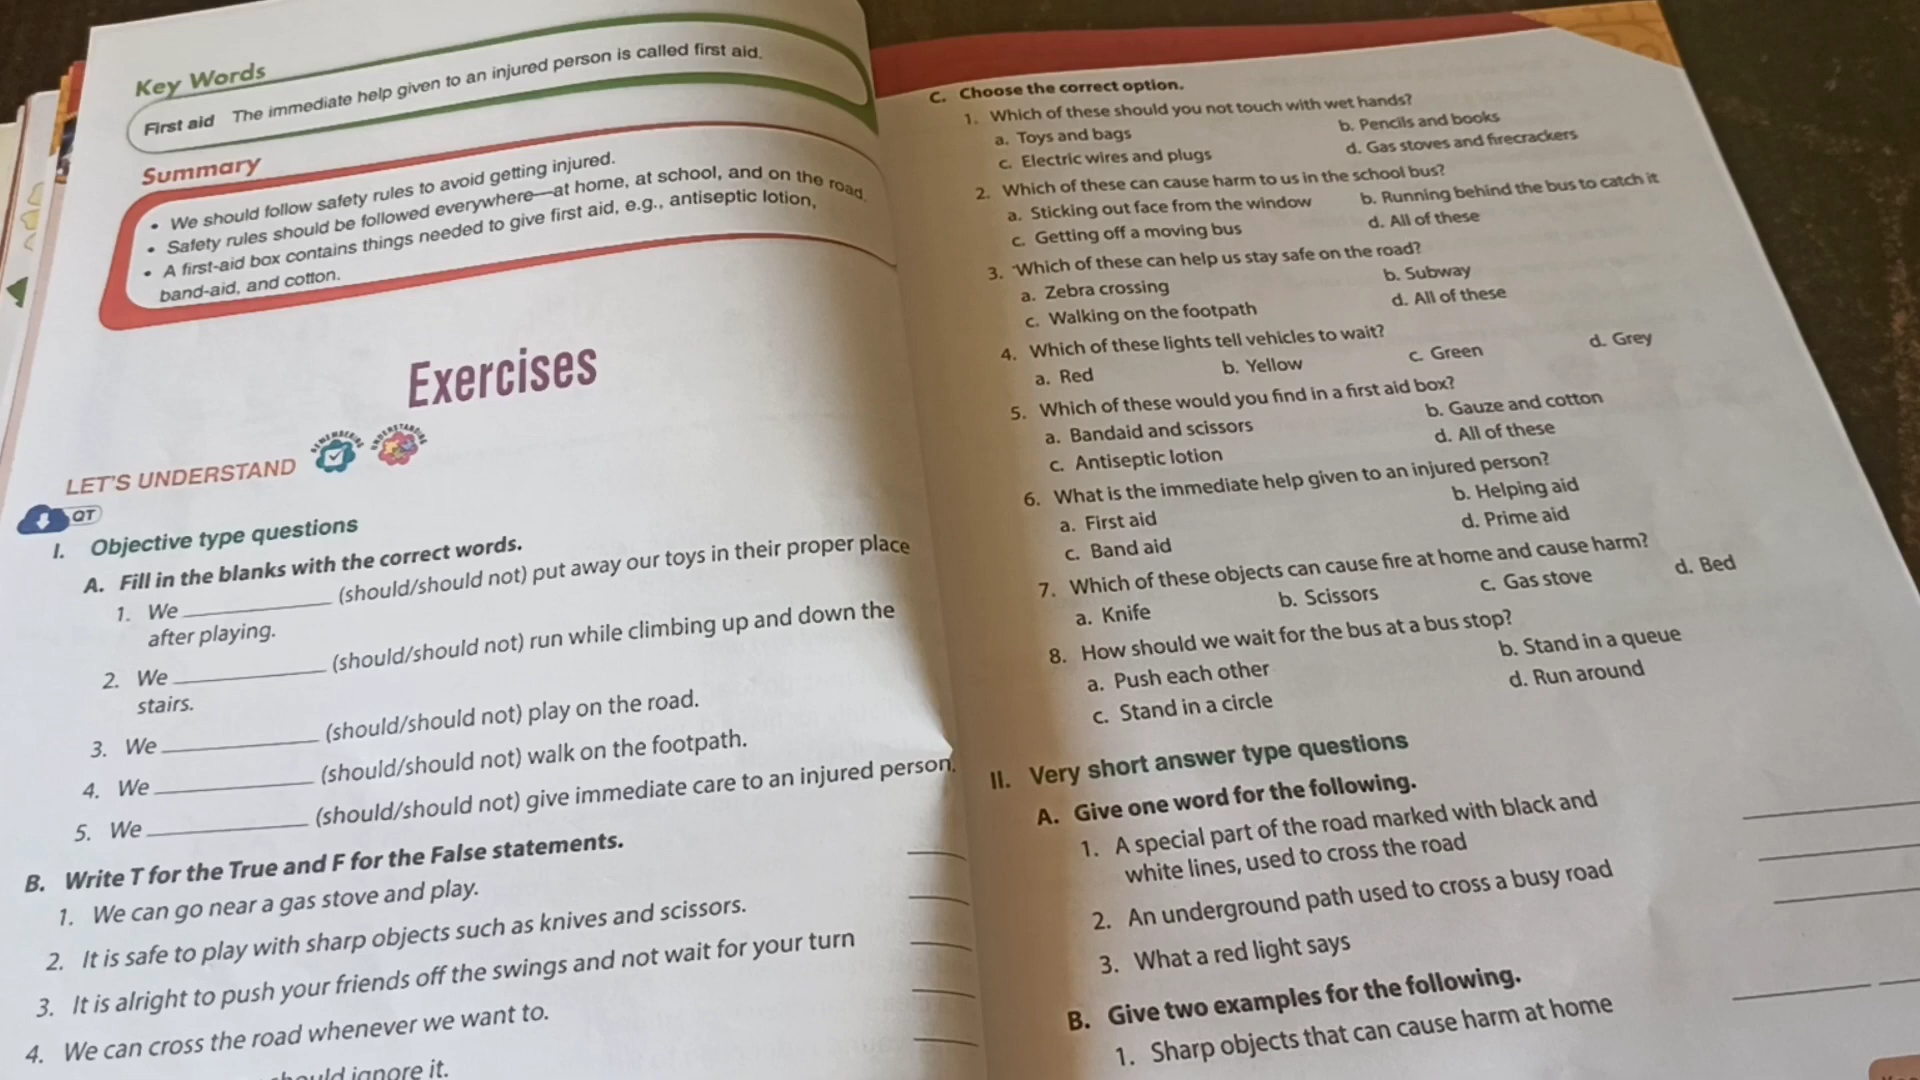 Key Words
First aid The immediate help given to an injured person is called first aid.
Summary
• We should follow safety rules to avoid getting injured.
• Safety rules should be followed everywhere—at home, at school, and on the road.
• A first-aid box contains things needed to give first aid, e.g., antiseptic lotion,
band-aid, and cotton.
Exercises
LET'S UNDERSTAND
REMEMBERING
UNDERSTANDING
QT
I. Objective type questions
A. Fill in the blanks with the correct words.
1. We __________ (should/should not) put away our toys in their proper place
after playing.
2. We __________ (should/should not) run while climbing up and down the
stairs.
3. We __________ (should/should not) play on the road.
4. We __________ (should/should not) walk on the footpath.
5. We __________ (should/should not) give immediate care to an injured person.
B. Write T for the True and F for the False statements.
1. We can go near a gas stove and play.
2. It is safe to play with sharp objects such as knives and scissors.
3. It is alright to push your friends off the swings and not wait for your turn
4. We can cross the road whenever we want to.
should ignore it.
C. Choose the correct option.
1. Which of these should you not touch with wet hands?
a. Toys and bags b. Pencils and books
c. Electric wires and plugs d. Gas stoves and firecrackers
2. Which of these can cause harm to us in the school bus?
a. Sticking out face from the window b. Running behind the bus to catch it
c. Getting off a moving bus d. All of these
3. Which of these can help us stay safe on the road?
a. Zebra crossing b. Subway
c. Walking on the footpath d. All of these
4. Which of these lights tell vehicles to wait?
a. Red b. Yellow c. Green d. Grey
5. Which of these would you find in a first aid box?
a. Bandaid and scissors b. Gauze and cotton
c. Antiseptic lotion d. All of these
6. What is the immediate help given to an injured person?
a. First aid b. Helping aid
c. Band aid d. Prime aid
7. Which of these objects can cause fire at home and cause harm?
a. Knife b. Scissors c. Gas stove d. Bed
8. How should we wait for the bus at a bus stop?
a. Push each other b. Stand in a queue
c. Stand in a circle d. Run around
II. Very short answer type questions
A. Give one word for the following.
1. A special part of the road marked with black and
white lines, used to cross the road
2. An underground path used to cross a busy road
3. What a red light says
B. Give two examples for the following.
1. Sharp objects that can cause harm at home